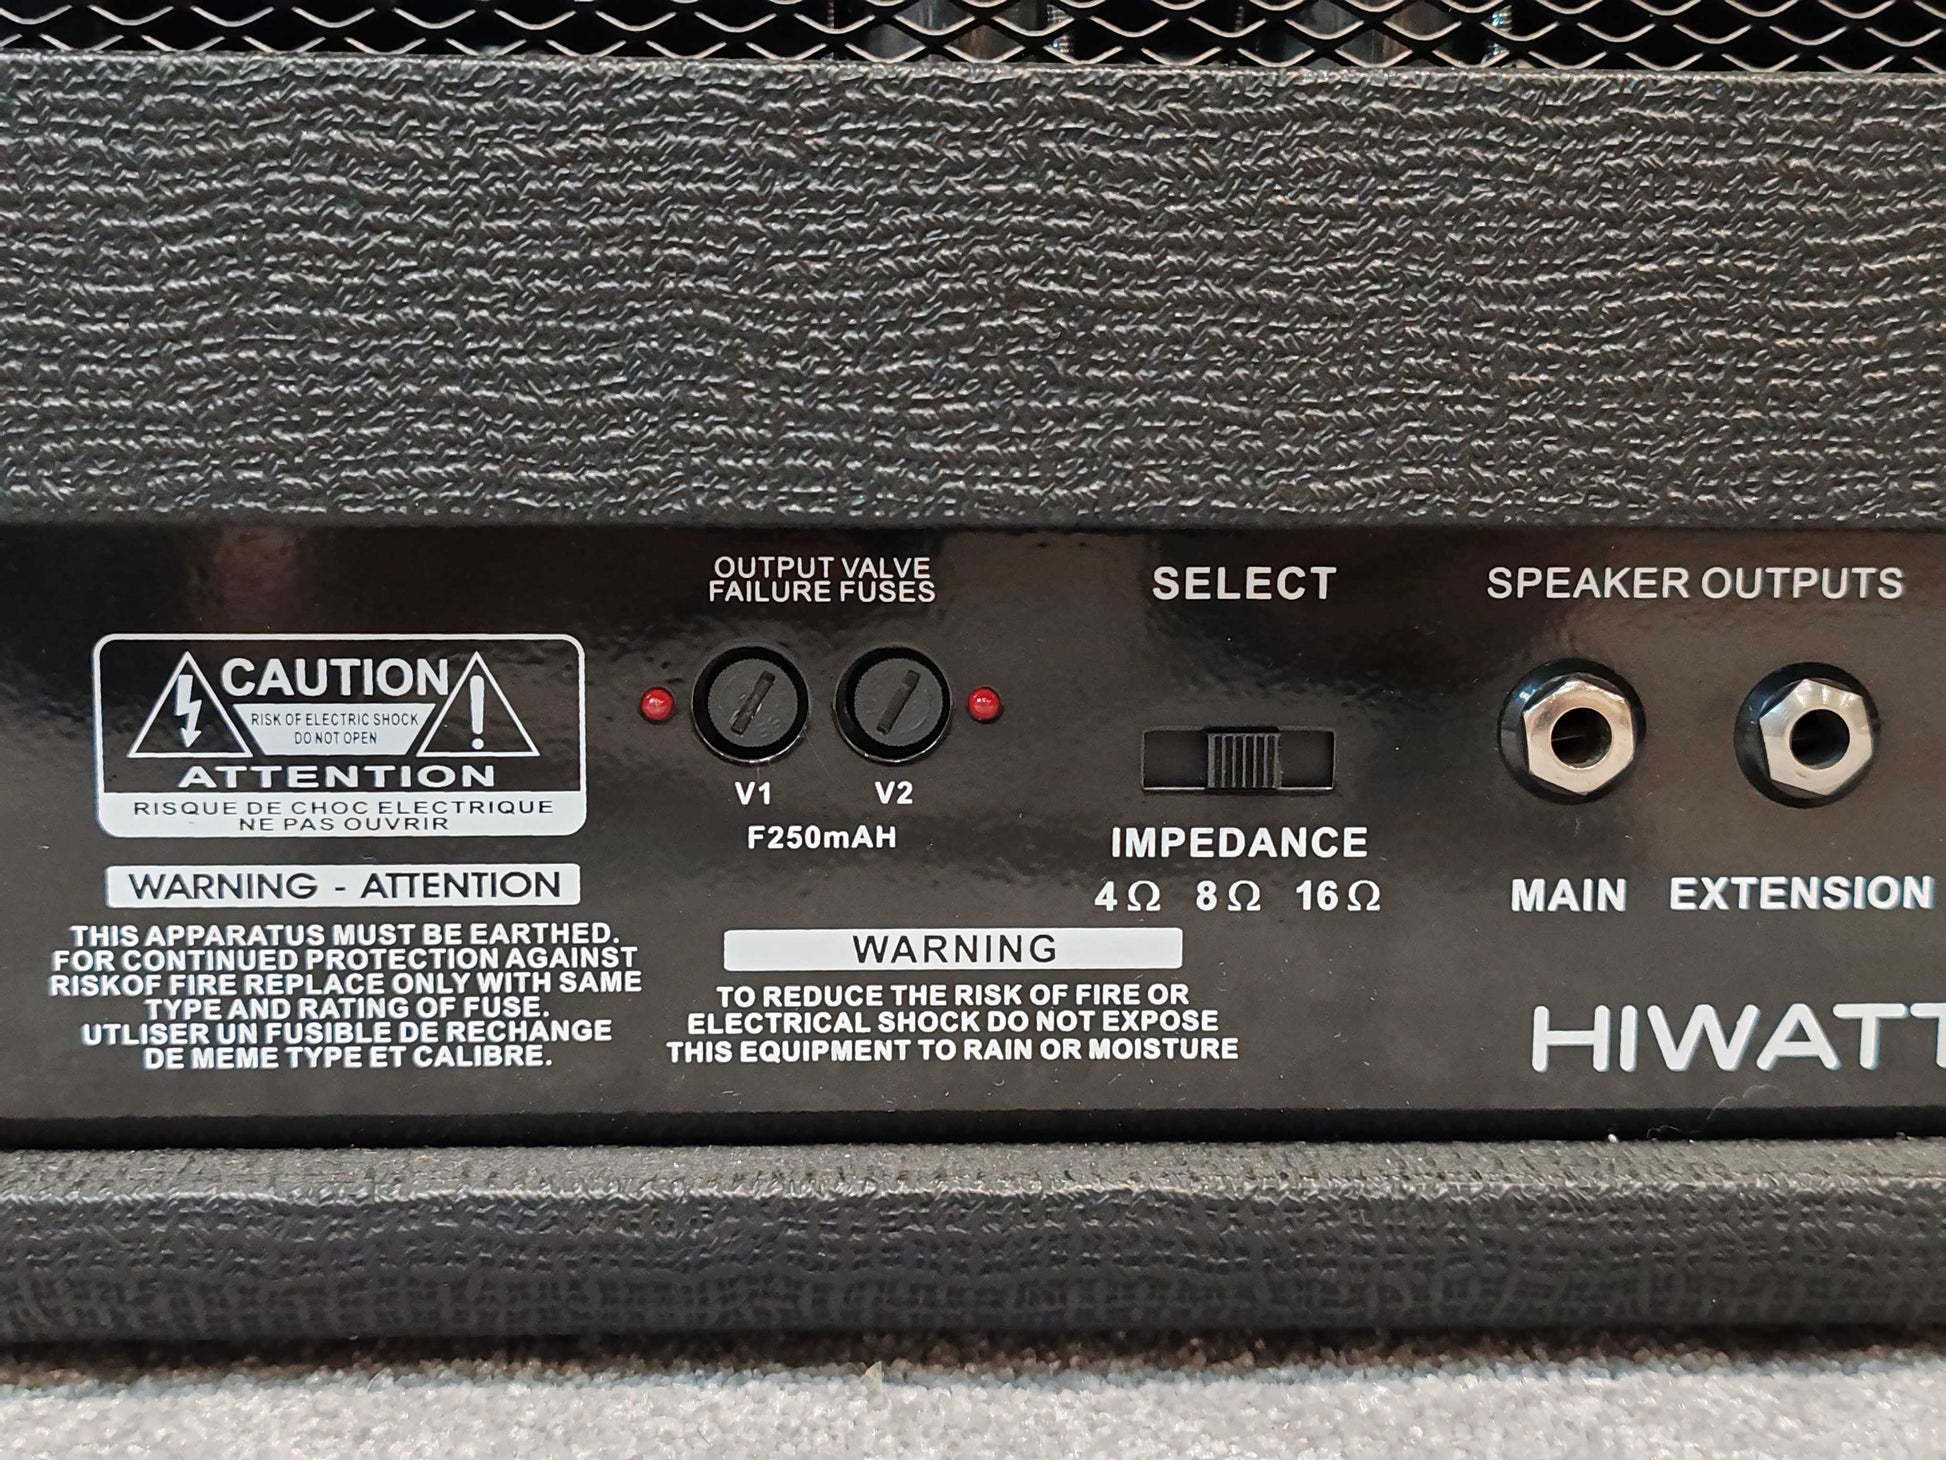 CAUTION
RISK OF ELECTRIC SHOCK
DO NOT OPEN
ATTENTION
RISQUE DE CHOC ELECTRIQUE
NE PAS OUVRIR
WARNING - ATTENTION
THIS APPARATUS MUST BE EARTHED.
FOR CONTINUED PROTECTION AGAINST
RISKOF FIRE REPLACE ONLY WITH SAME
TYPE AND RATING OF FUSE.
UTLISER UN FUSIBLE DE RECHANGE
DE MEME TYPE ET CALIBRE.
OUTPUT VALVE
FAILURE FUSES
V1 V2
F250mAH
WARNING
TO REDUCE THE RISK OF FIRE OR
ELECTRICAL SHOCK DO NOT EXPOSE
THIS EQUIPMENT TO RAIN OR MOISTURE
SELECT
IMPEDANCE
4Ω 8Ω 16Ω
SPEAKER OUTPUTS
MAIN EXTENSION
HIWATT